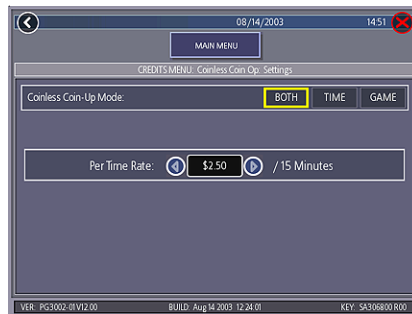 08/14/2003 14:51
MAIN MENU
CREDITS MENU: Coinless Coin Op: Settings
Coinless Coin-Up Mode: BOTH TIME GAME
Per Time Rate: $2.50 / 15 Minutes
VER: PG3002-01V12.00 BUILD: Aug 14 2003 12:24:01 KEY: SA306800 R00